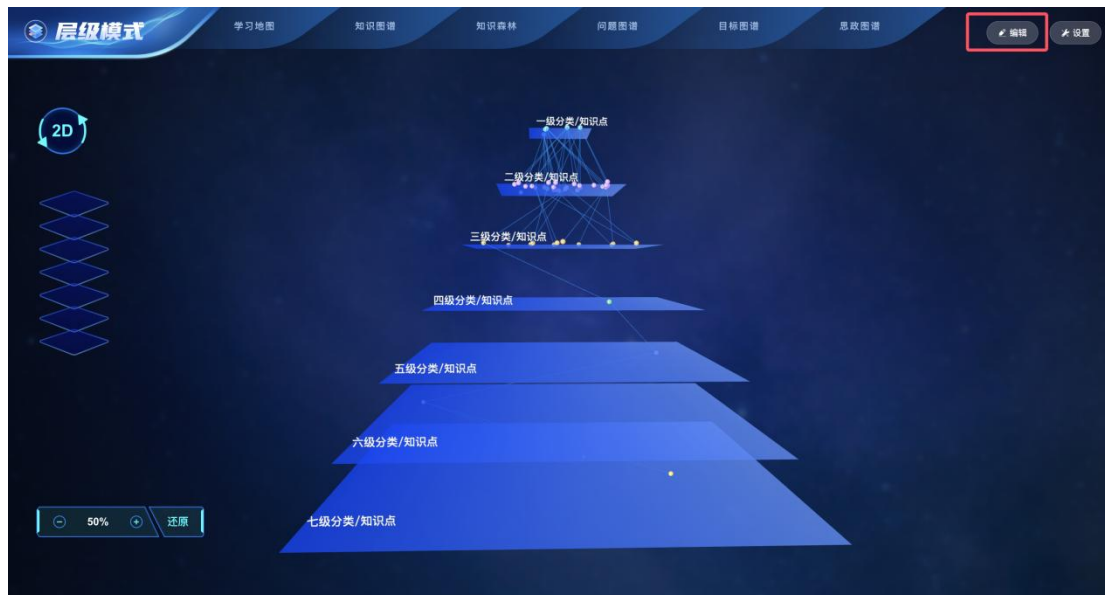 层级模式
学习地图
知识图谱
知识森林
问题图谱
目标图谱
思政图谱
编辑
设置
2D
一级分类/知识点
二级分类/知识点
三级分类/知识点
四级分类/知识点
五级分类/知识点
六级分类/知识点
七级分类/知识点
50%
还原